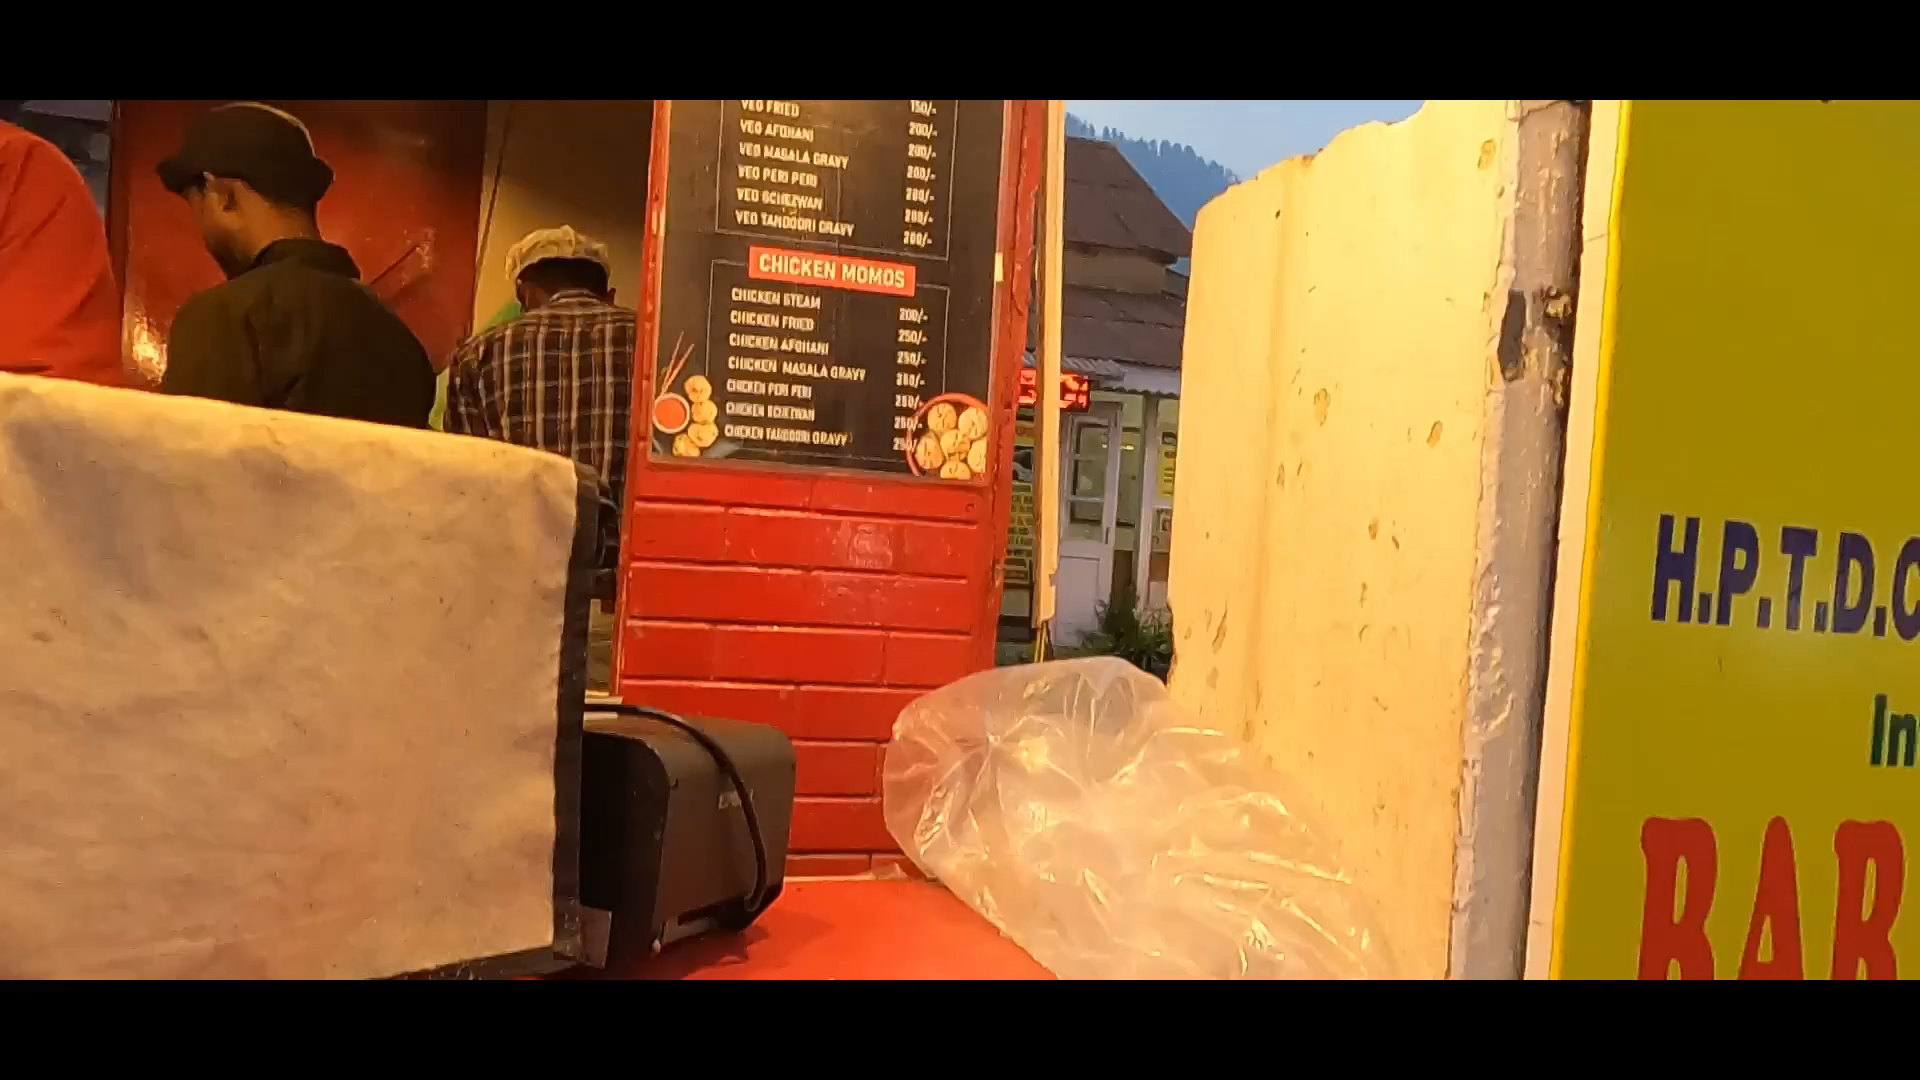 VEG FRIED 150/-
VEG AFGHANI 200/-
VEG MASALA GRAVY 200/-
VEG PERI PERI 200/-
VEG SCHEZWAN 200/-
VEG TANDOORI GRAVY 200/-
CHICKEN MOMOS
CHICKEN STEAM 200/-
CHICKEN FRIED 250/-
CHICKEN AFGHANI 250/-
CHICKEN MASALA GRAVY 250/-
CHICKEN PERI PERI 250/-
CHICKEN SCHEZWAN 250/-
CHICKEN TANDOORI GRAVY 250/-
H.P.T.D.C
In
BAR